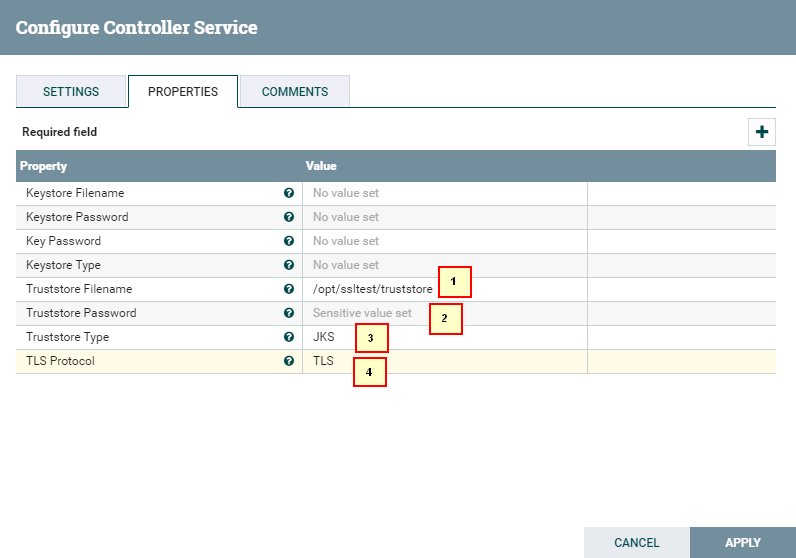 Configure Controller Service
SETTINGS PROPERTIES COMMENTS
Required field
Property Value
Keystore Filename ? No value set
Keystore Password ? No value set
Key Password ? No value set
Keystore Type ? No value set
Truststore Filename ? /opt/ssltest/truststore 1
Truststore Password ? Sensitive value set 2
Truststore Type ? JKS 3
TLS Protocol ? TLS 4
CANCEL APPLY